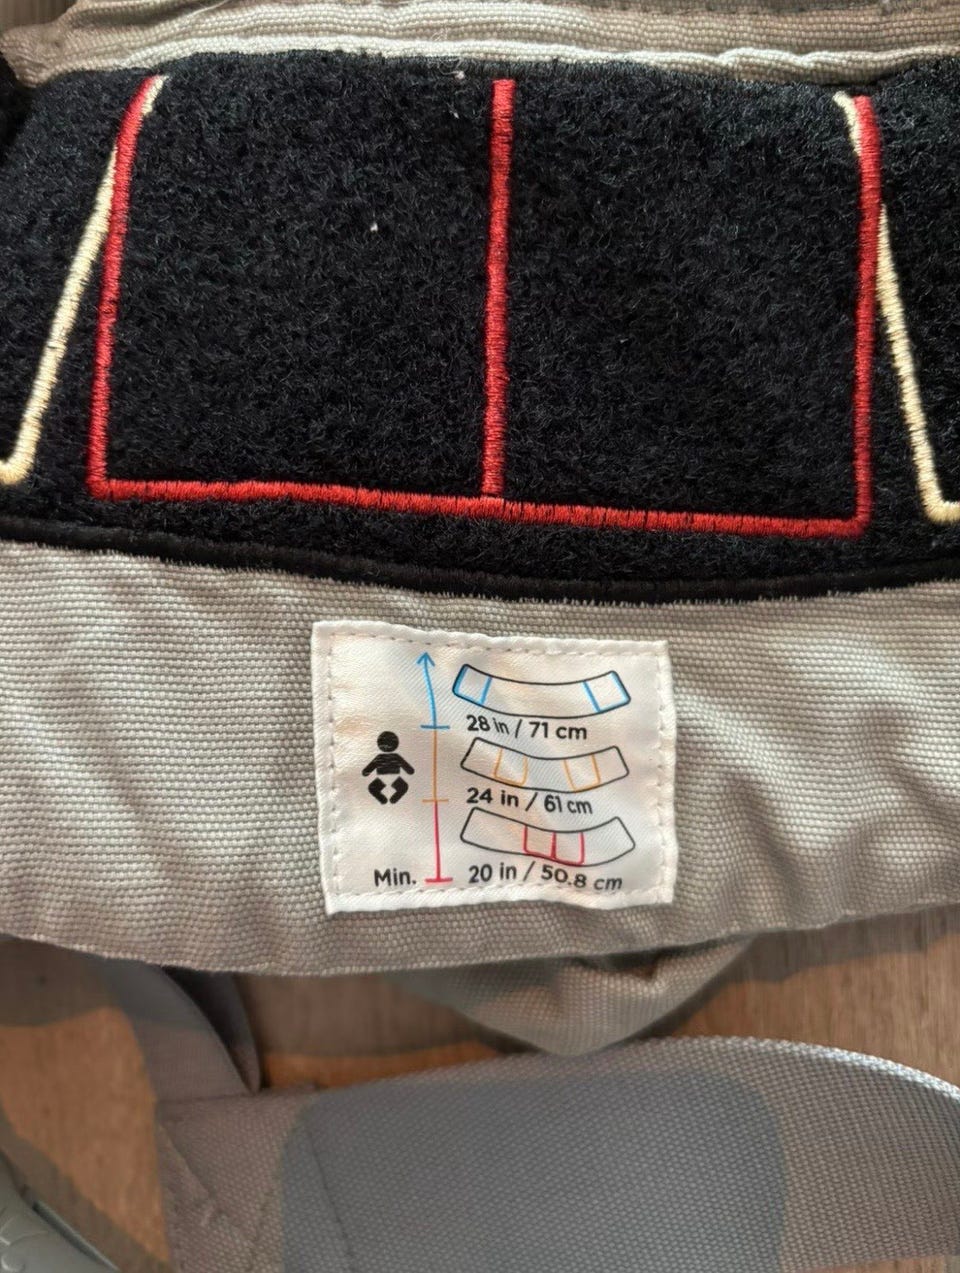 28 in / 71 cm
24 in / 61 cm
Min. 20 in / 50.8 cm